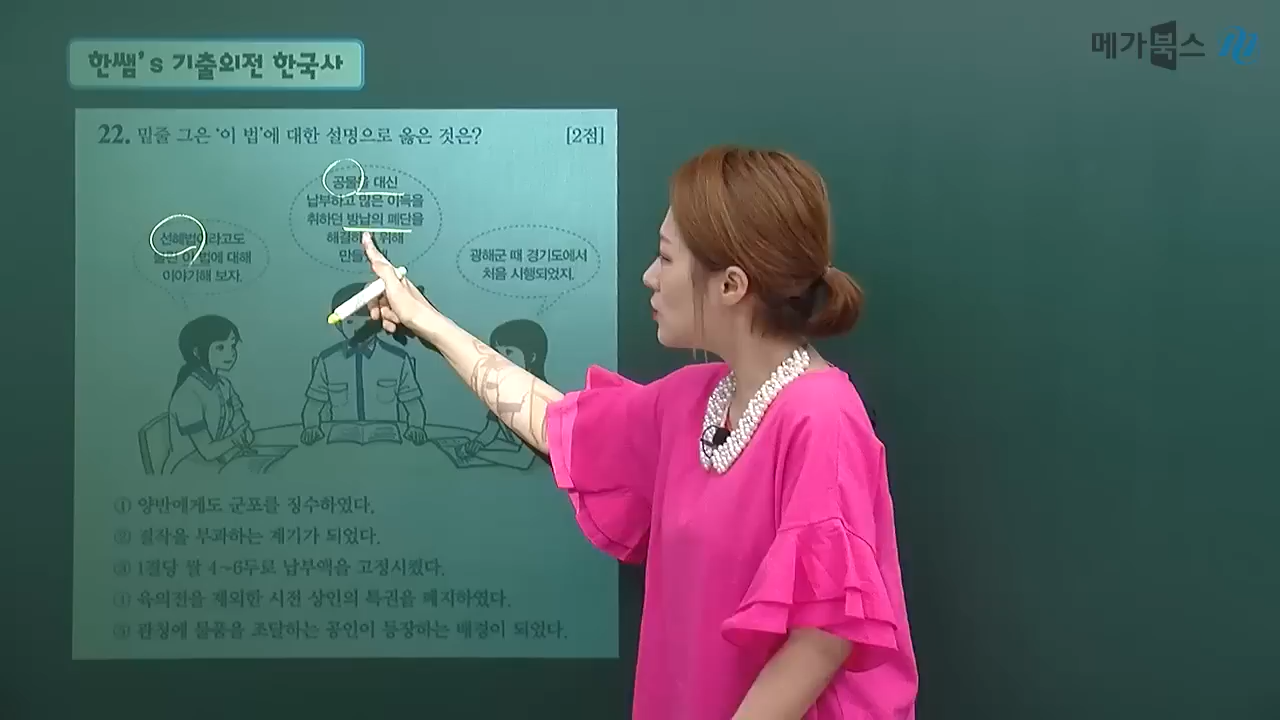 한쌤's 기출외전 한국사
메가북스
22. 밑줄 그은 '이 법'에 대한 설명으로 옳은 것은? [2점]
선혜법이라고도
이 법에 대해
이야기해 보자.
공물을 대신
납부하고 많은 이득을
취하던 방납의 폐단을
해결하 위해
만들
광해군 때 경기도에서
처음 시행되었지.
① 양반에게도 군포를 징수하였다.
② 결작을 부과하는 계기가 되었다.
③ 1결당 쌀 4~6두로 납부액을 고정시켰다.
④ 육의전을 제외한 시전 상인의 특권을 폐지하였다.
⑤ 관청에 물품을 조달하는 공인이 등장하는 배경이 되었다.